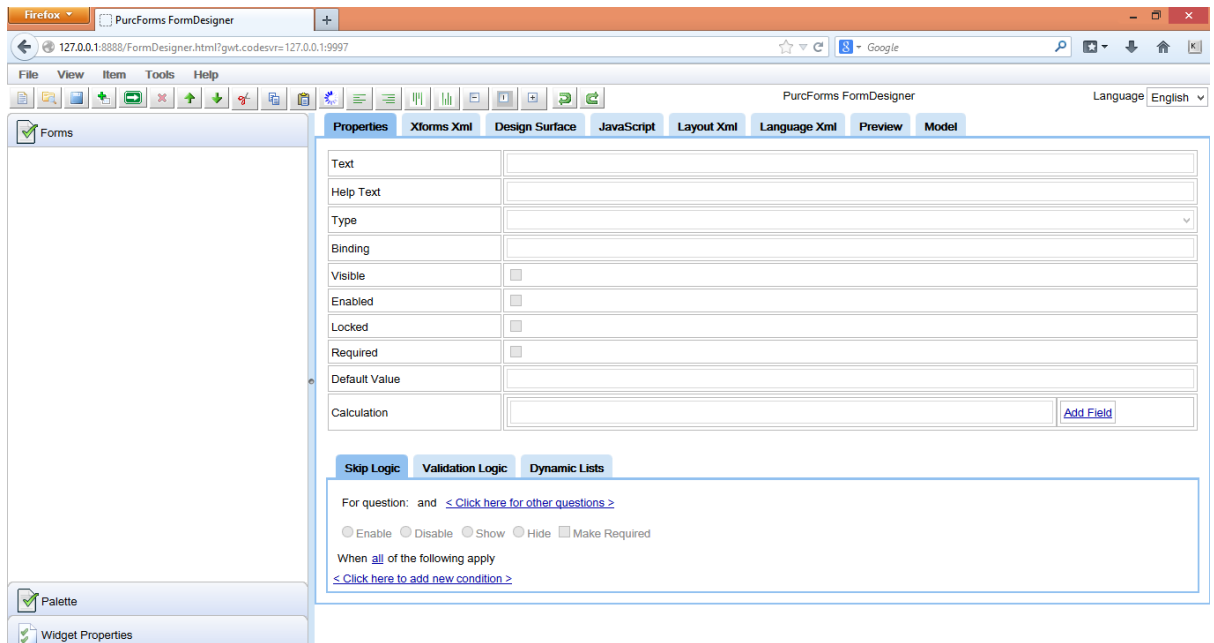 Firefox
PurcForms FormDesigner
127.0.0.1:8888/FormDesigner.html?gwt.codesvr=127.0.0.1:9997
Google
File View Item Tools Help
PurcForms FormDesigner
Language English
Forms
Properties Xforms Xml Design Surface JavaScript Layout Xml Language Xml Preview Model
Text
Help Text
Type
Binding
Visible
Enabled
Locked
Required
Default Value
Calculation Add Field
Skip Logic Validation Logic Dynamic Lists
For question: and < Click here for other questions >
Enable Disable Show Hide Make Required
When all of the following apply
< Click here to add new condition >
Palette
Widget Properties